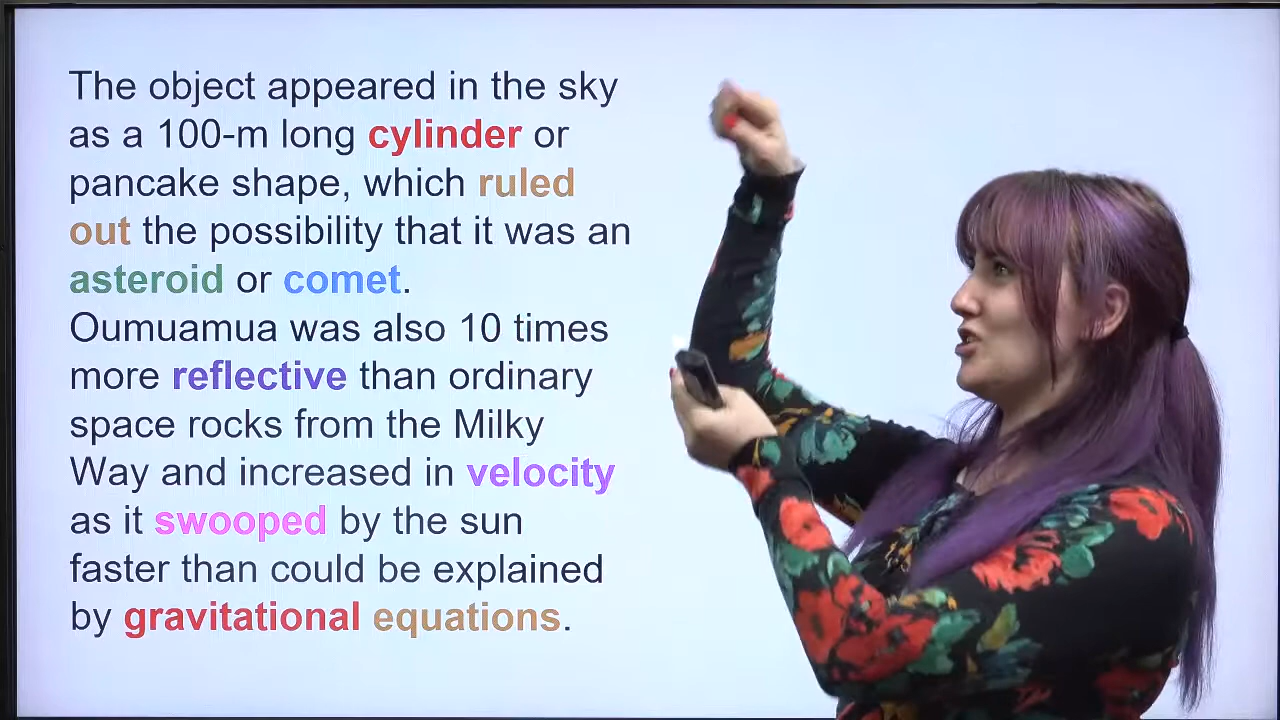 The object appeared in the sky
as a 100-m long cylinder or
pancake shape, which ruled
out the possibility that it was an
asteroid or comet.
Oumuamua was also 10 times
more reflective than ordinary
space rocks from the Milky
Way and increased in velocity
as it swooped by the sun
faster than could be explained
by gravitational equations.